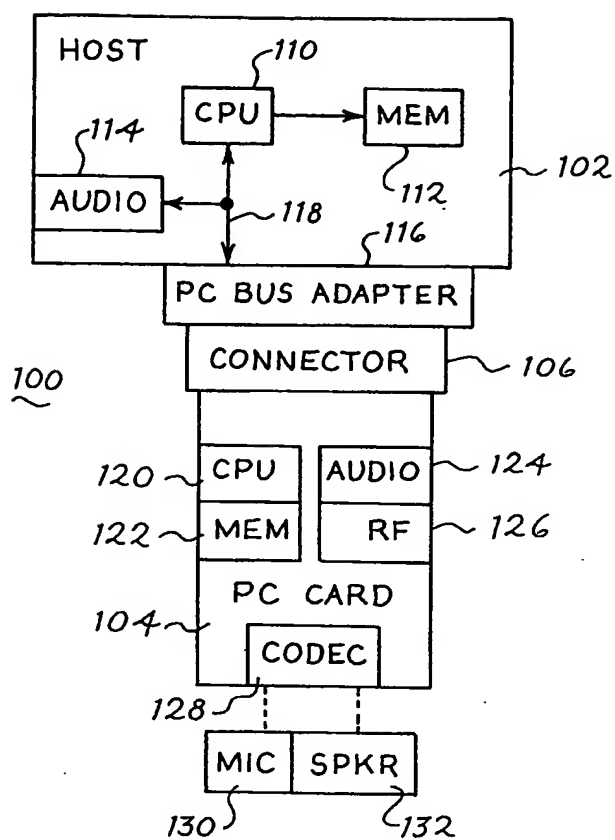 HOST
110
CPU
MEM
114
112
102
AUDIO
118
116
PC BUS ADAPTER
CONNECTOR
106
100
120
CPU
AUDIO
124
122
MEM
RF
126
PC CARD
104
CODEC
128
MIC
SPKR
130
132